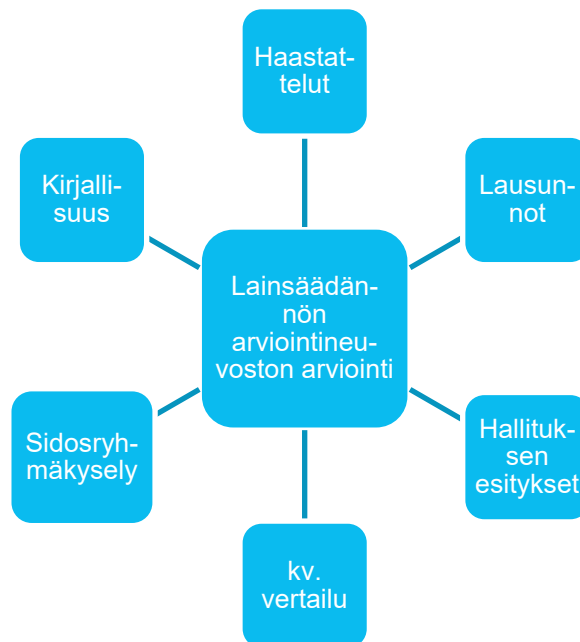 Haastat-
telut
Kirjalli-
suus
Lausun-
not
Lainsäädän-
nön
arviointineu-
voston arviointi
Sidosryh-
mäkysely
Hallituk-
sen
esitykset
kv.
vertailu